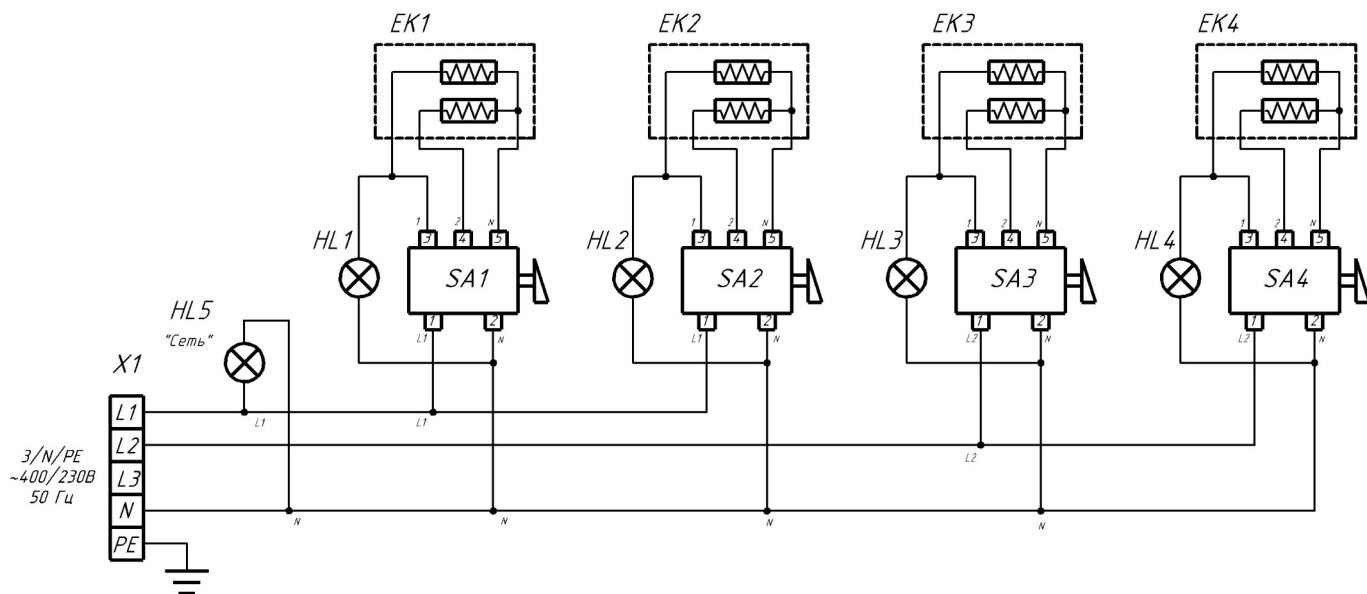 EK1 EK2 EK3 EK4
1 2 N 1 2 N 1 2 N 1 2 N
3 4 5 3 4 5 3 4 5 3 4 5
HL1 HL2 HL3 HL4
SA1 SA2 SA3 SA4
1 2 1 2 1 2 1 2
L1 N L1 N L2 N L2 N
HL5
"Сеть"
X1
L1
L1 L1
L2
L2
3/N/PE
~400/230В
50 Гц
L3
N
N N N N
PE